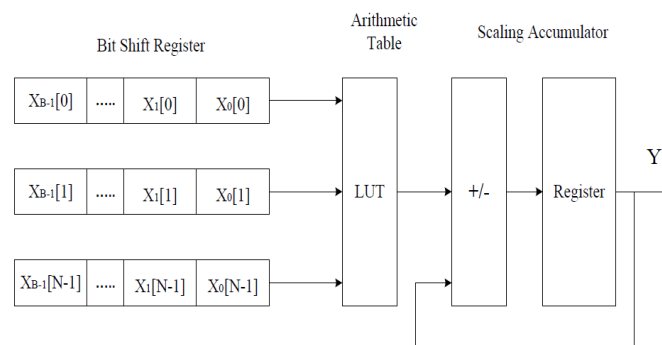 Arithmetic
Table
Bit Shift Register
Scaling Accumulator
XB-1[0] ..... X1[0] X0[0]
XB-1[1] ..... X1[1] X0[1]
XB-1[N-1] ..... X1[N-1] X0[N-1]
LUT
+/-
Register
Y